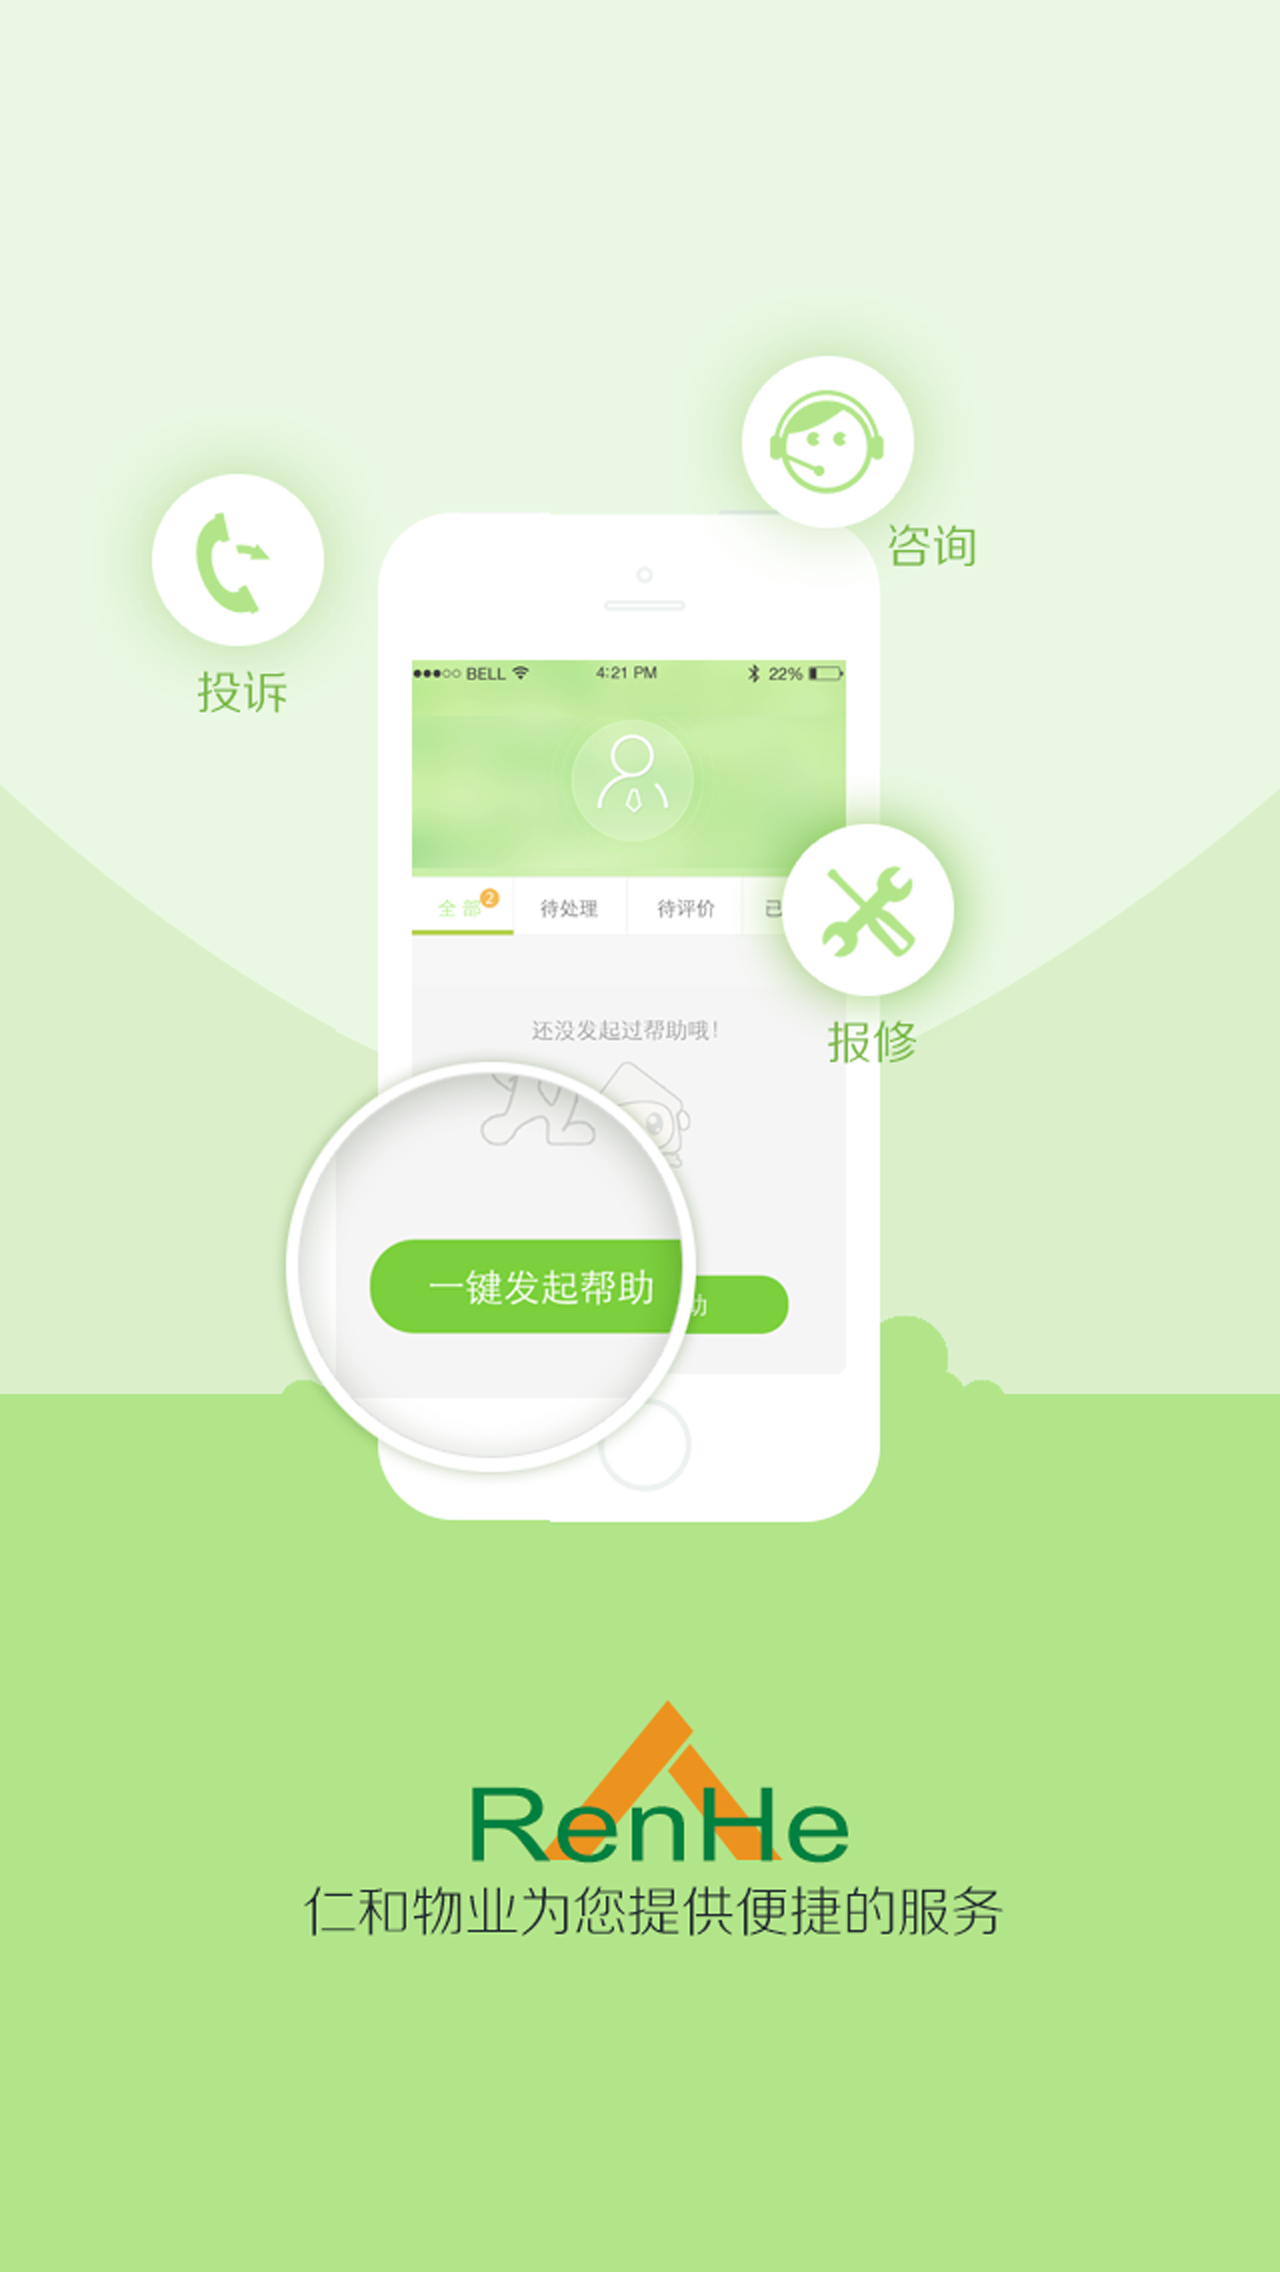 咨询
投诉
BELL 4:21 PM 22%
全部 2 待处理 待评价 已
报修
还没发起过帮助哦！
一键发起帮助
助
RenHe
仁和物业为您提供便捷的服务